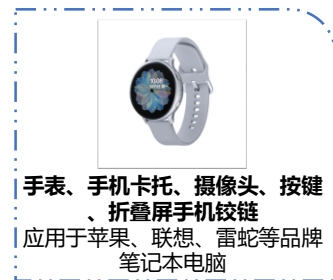 手表、手机卡托、摄像头、按键
、折叠屏手机铰链
应用于苹果、联想、雷蛇等品牌
笔记本电脑